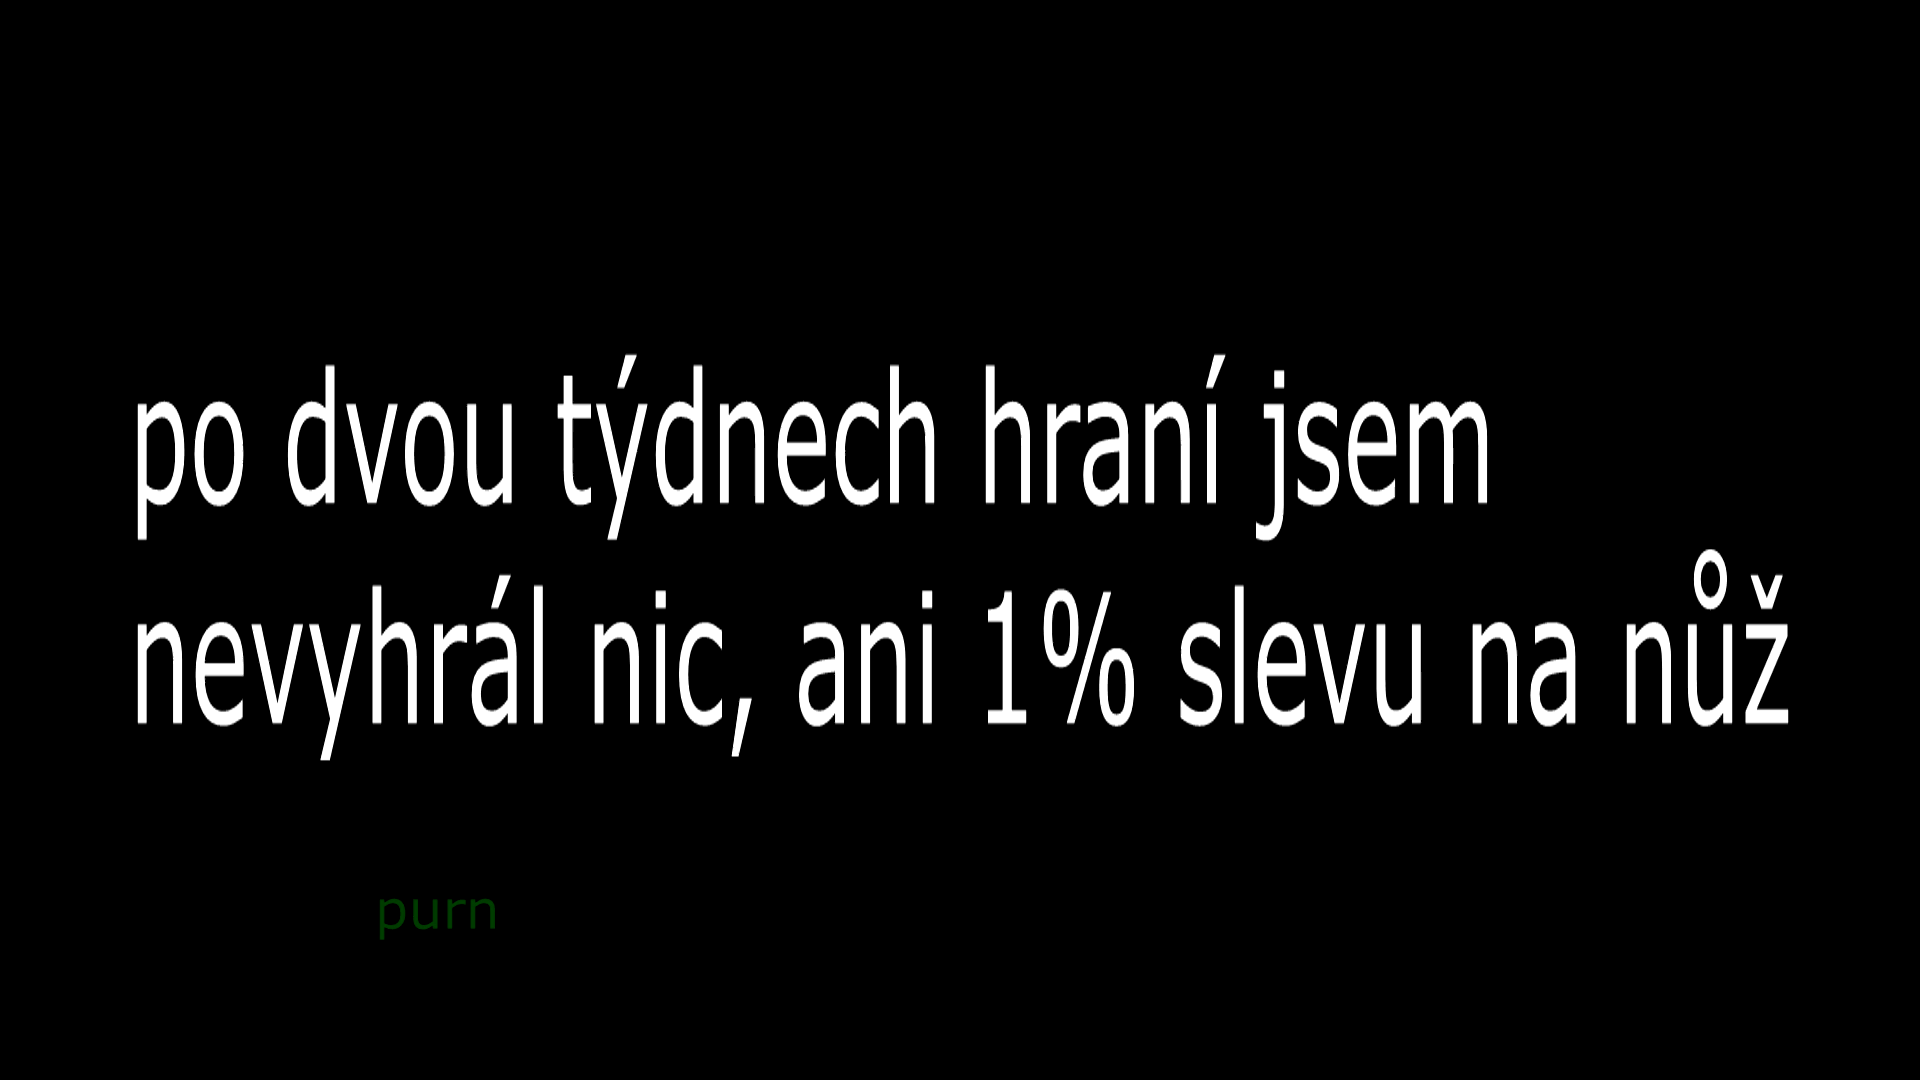 po dvou týdnech hraní jsem
nevyhrál nic, ani 1% slevu na nůž
purn